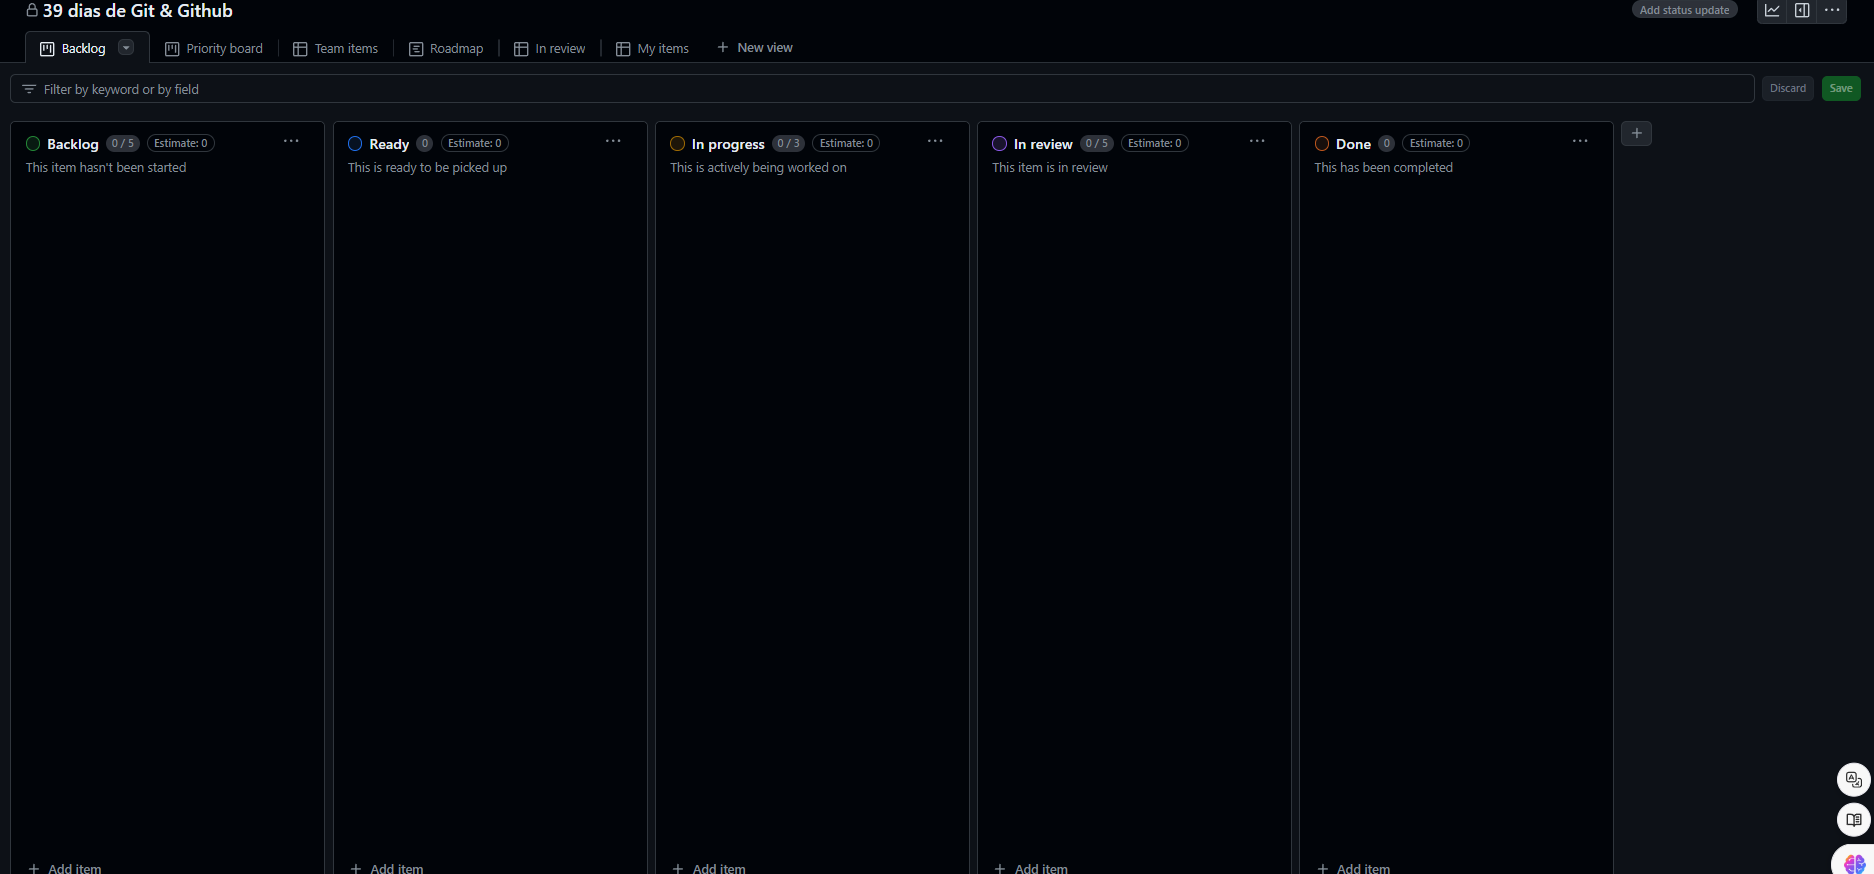 39 dias de Git & Github
Add status update
Backlog
Priority board
Team items
Roadmap
In review
My items
New view
Filter by keyword or by field
Discard
Save
Backlog 0 / 5 Estimate: 0
This item hasn't been started
Ready 0 Estimate: 0
This is ready to be picked up
In progress 0 / 3 Estimate: 0
This is actively being worked on
In review 0 / 5 Estimate: 0
This item is in review
Done 0 Estimate: 0
This has been completed
Add item
Add item
Add item
Add item
Add item